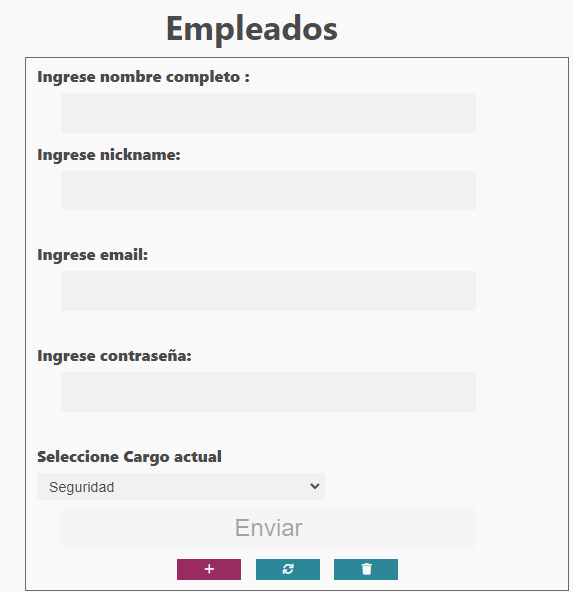 Empleados
Ingrese nombre completo :
Ingrese nickname:
Ingrese email:
Ingrese contraseña:
Seleccione Cargo actual
Seguridad
Enviar